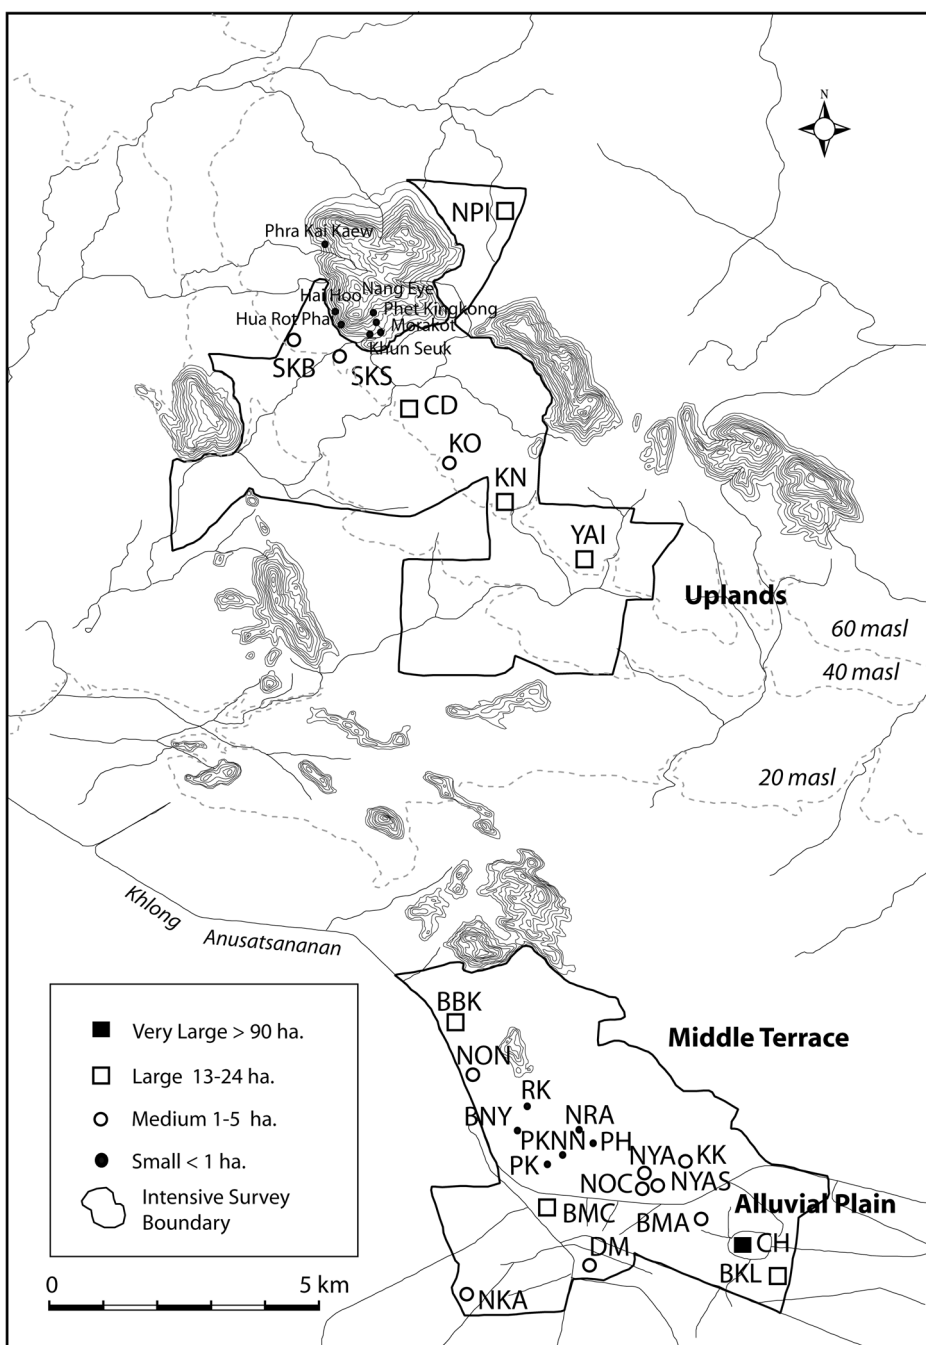 N
NPI
Phra Kai Kaew
Nang Eye
Hai Hoo
Phet Kingkong
Hua Rot Phai
Morakot
Khun Seuk
SKB
SKS
CD
KO
KN
YAI
Uplands
60 masl
40 masl
20 masl
Khlong Anusatsananan
BBK
Middle Terrace
NON
RK
BNY
NRA
PKNN
PH
PK
NYA
KK
NOC
NYAS
Alluvial Plain
BMC
BMA
CH
DM
BKL
NKA
Very Large > 90 ha.
Large 13-24 ha.
Medium 1-5 ha.
Small < 1 ha.
Intensive Survey
Boundary
0
5 km